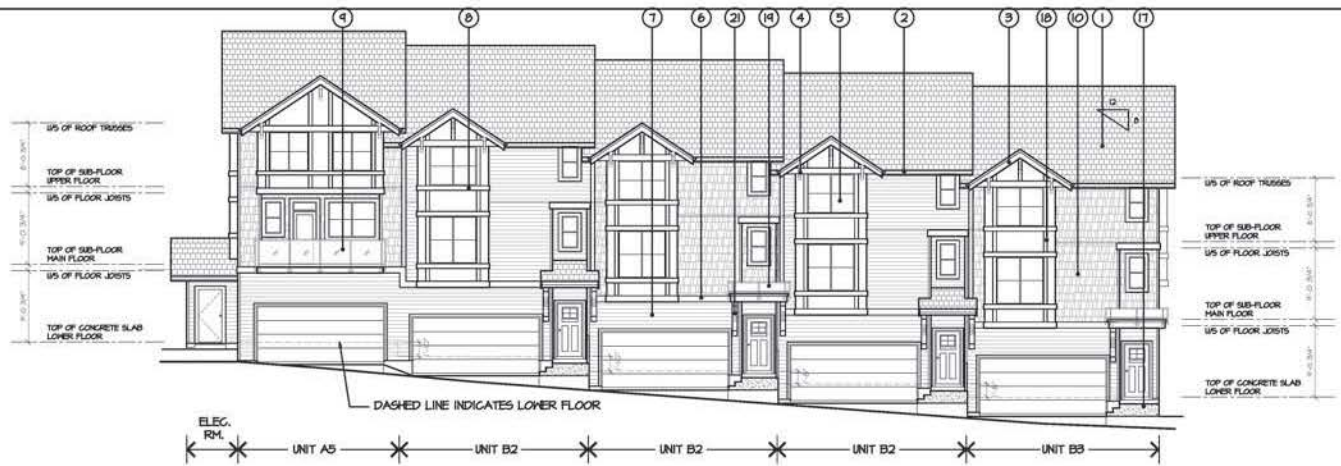 9 8 7 6 21 19 4 5 2 3 18 10 1 17
12
U/S OF ROOF TRUSSES
TOP OF SUB-FLOOR
UPPER FLOOR
U/S OF FLOOR JOISTS
TOP OF SUB-FLOOR
MAIN FLOOR
U/S OF FLOOR JOISTS
TOP OF CONCRETE SLAB
LOWER FLOOR
8'-0 3/4"
9'-0 3/4"
9'-0 3/4"
U/S OF ROOF TRUSSES
TOP OF SUB-FLOOR
UPPER FLOOR
U/S OF FLOOR JOISTS
TOP OF SUB-FLOOR
MAIN FLOOR
U/S OF FLOOR JOISTS
TOP OF CONCRETE SLAB
LOWER FLOOR
8'-0 3/4"
9'-0 3/4"
9'-0 3/4"
DASHED LINE INDICATES LOWER FLOOR
ELEC.
RM.
UNIT A5
UNIT B2
UNIT B2
UNIT B2
UNIT B3